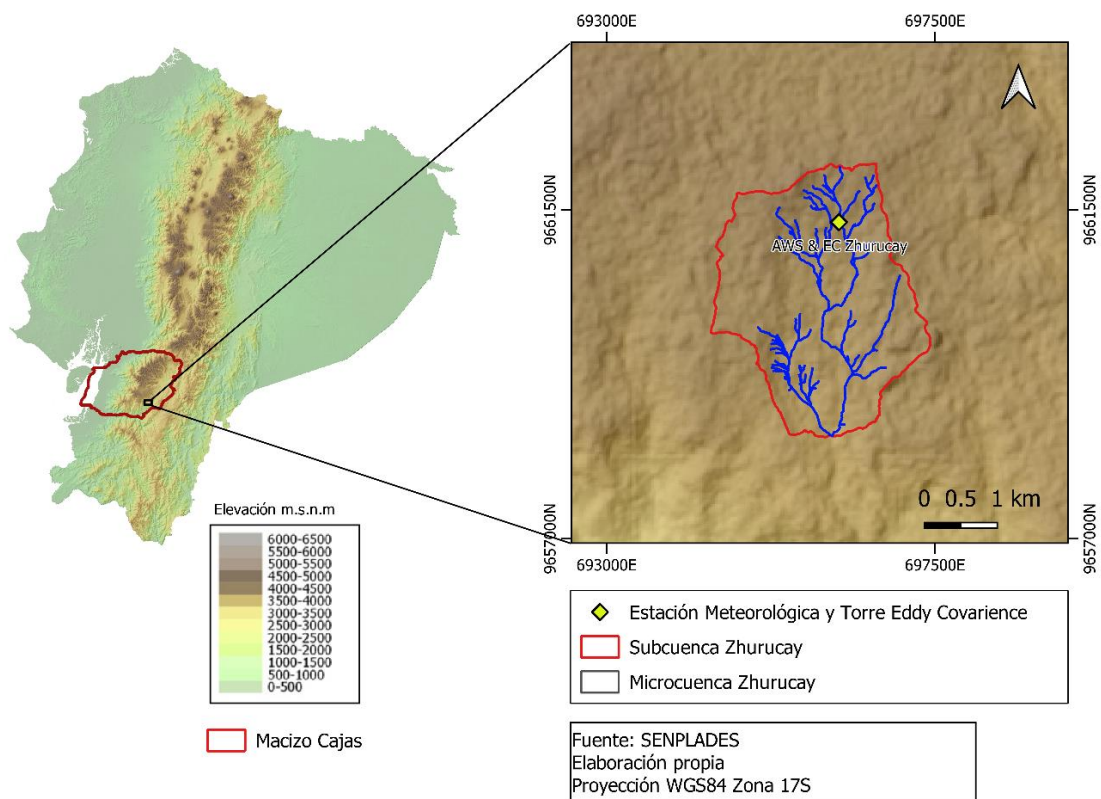 693000E
697500E
9661500N
9661500N
AWS & EC Zhurucay
0 0.5 1 km
9657000N
9657000N
693000E
697500E
Elevación m.s.n.m
6000-6500
5500-6000
5000-5500
4500-5000
4000-4500
3500-4000
3000-3500
2500-3000
2000-2500
1500-2000
1000-1500
500-1000
0-500
Macizo Cajas
Estación Meteorológica y Torre Eddy Covarience
Subcuenca Zhurucay
Microcuenca Zhurucay
Fuente: SENPLADES
Elaboración propia
Proyección WGS84 Zona 17S